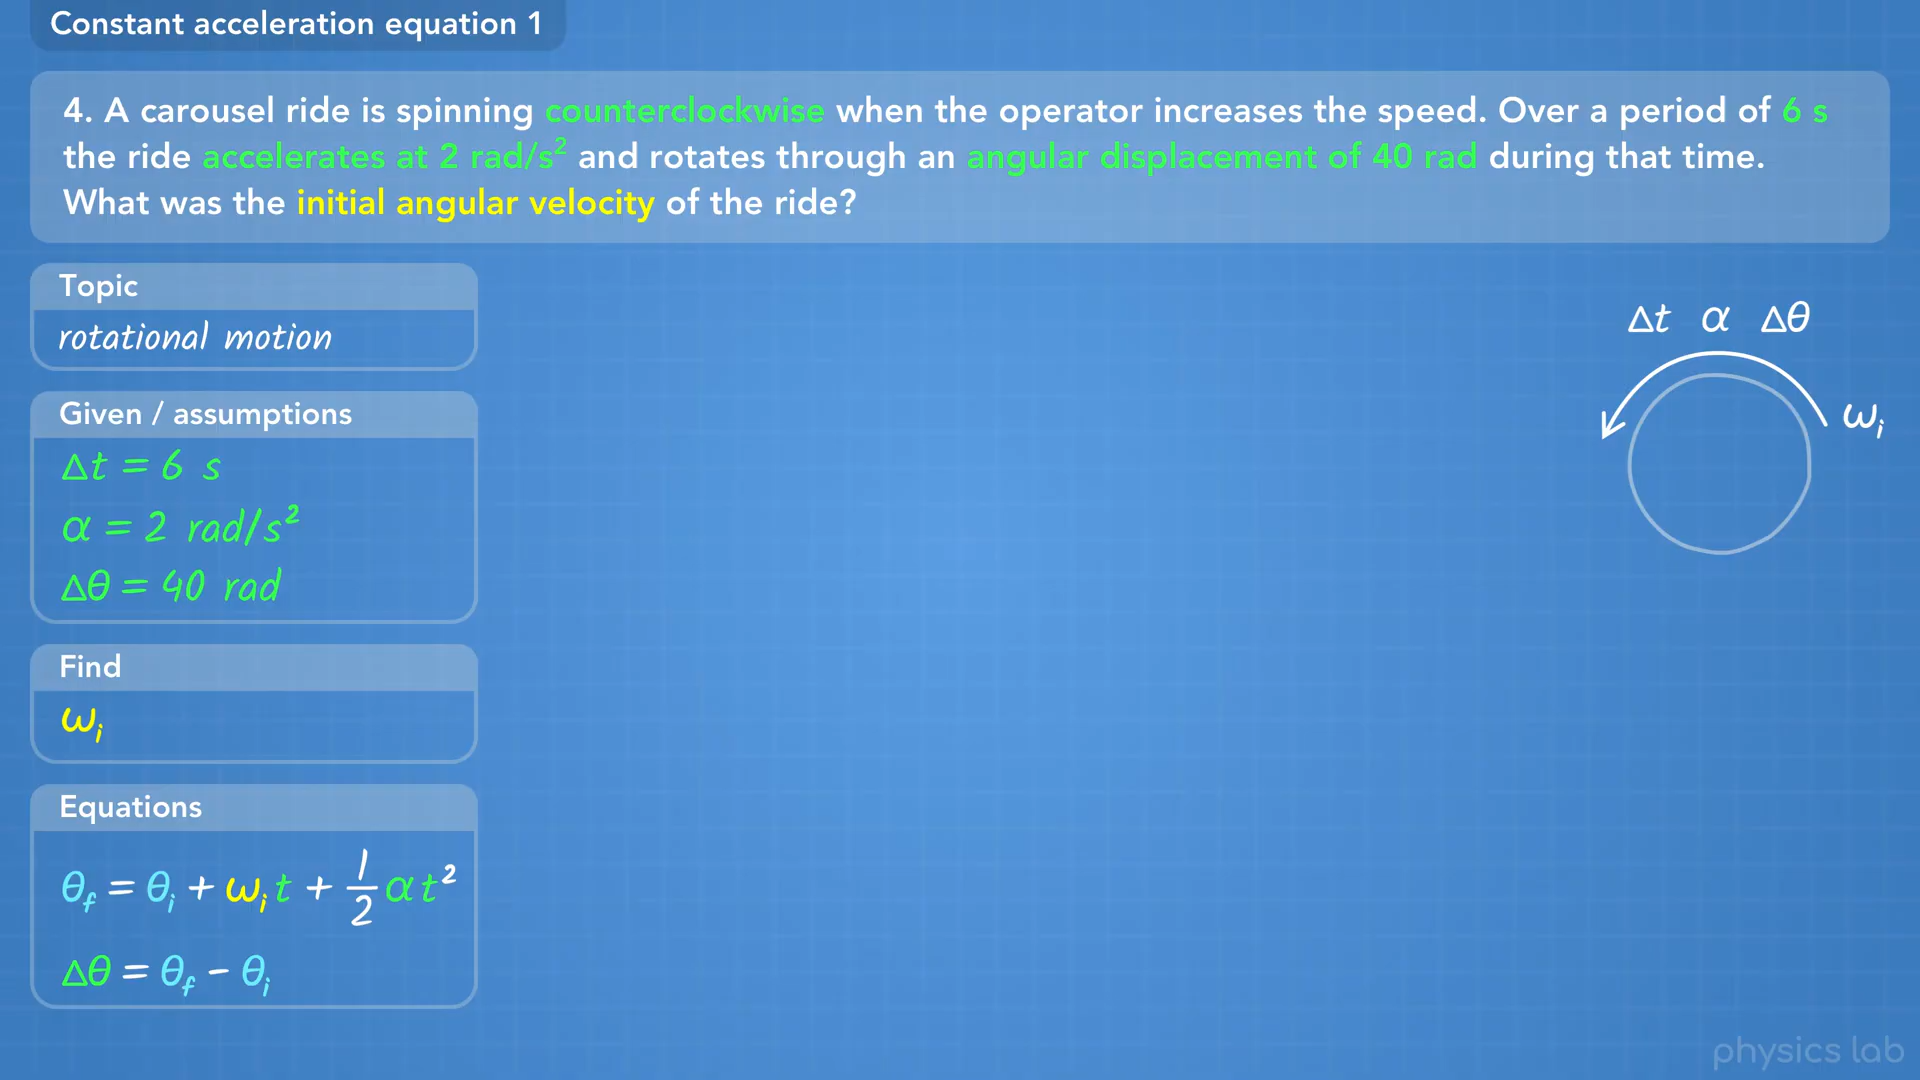 Constant acceleration equation 1
4. A carousel ride is spinning counterclockwise when the operator increases the speed. Over a period of 6 s
the ride accelerates at 2 rad/s² and rotates through an angular displacement of 40 rad during that time.
What was the initial angular velocity of the ride?
Topic
rotational motion
Given / assumptions
Δt = 6 s
α = 2 rad/s²
Δθ = 40 rad
Find
ωᵢ
Equations
θ_f = θᵢ + ωᵢt + 1/2 αt²
Δθ = θ_f - θᵢ
Δt α Δθ
ωᵢ
physics lab